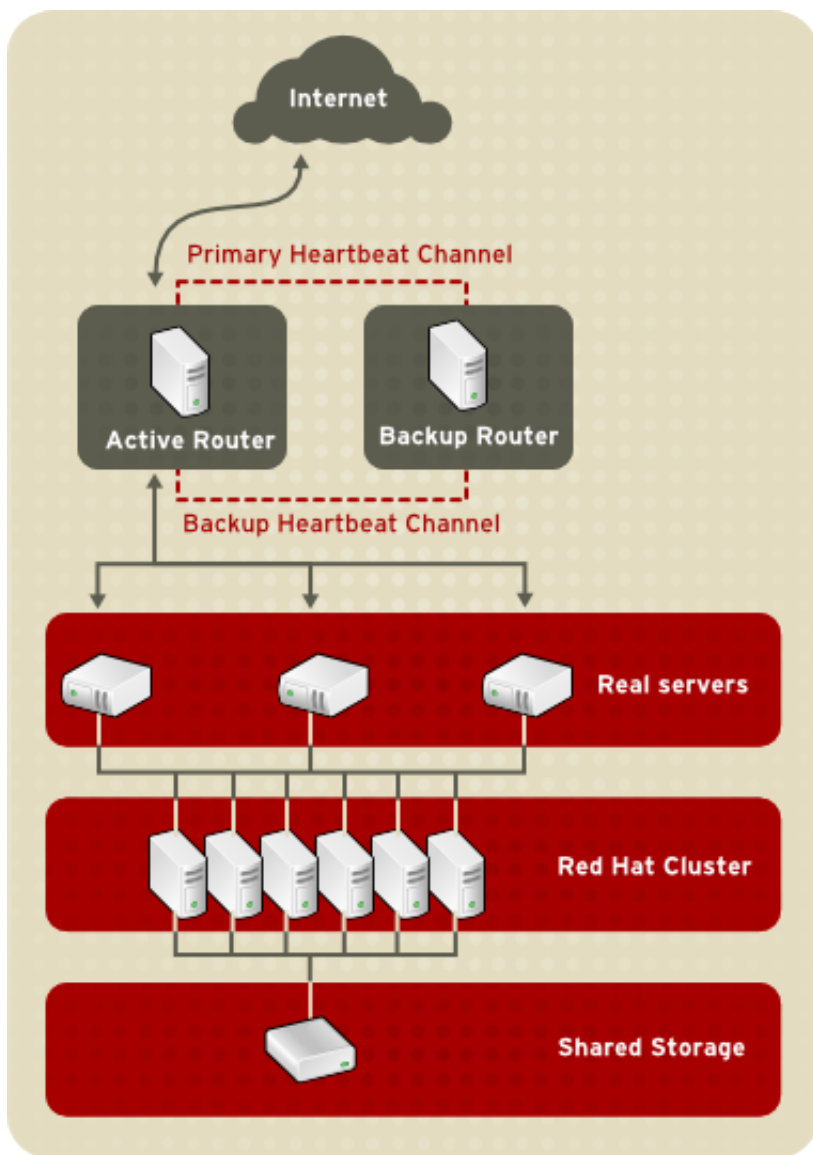 Internet
Primary Heartbeat Channel
Active Router
Backup Router
Backup Heartbeat Channel
Real servers
Red Hat Cluster
Shared Storage